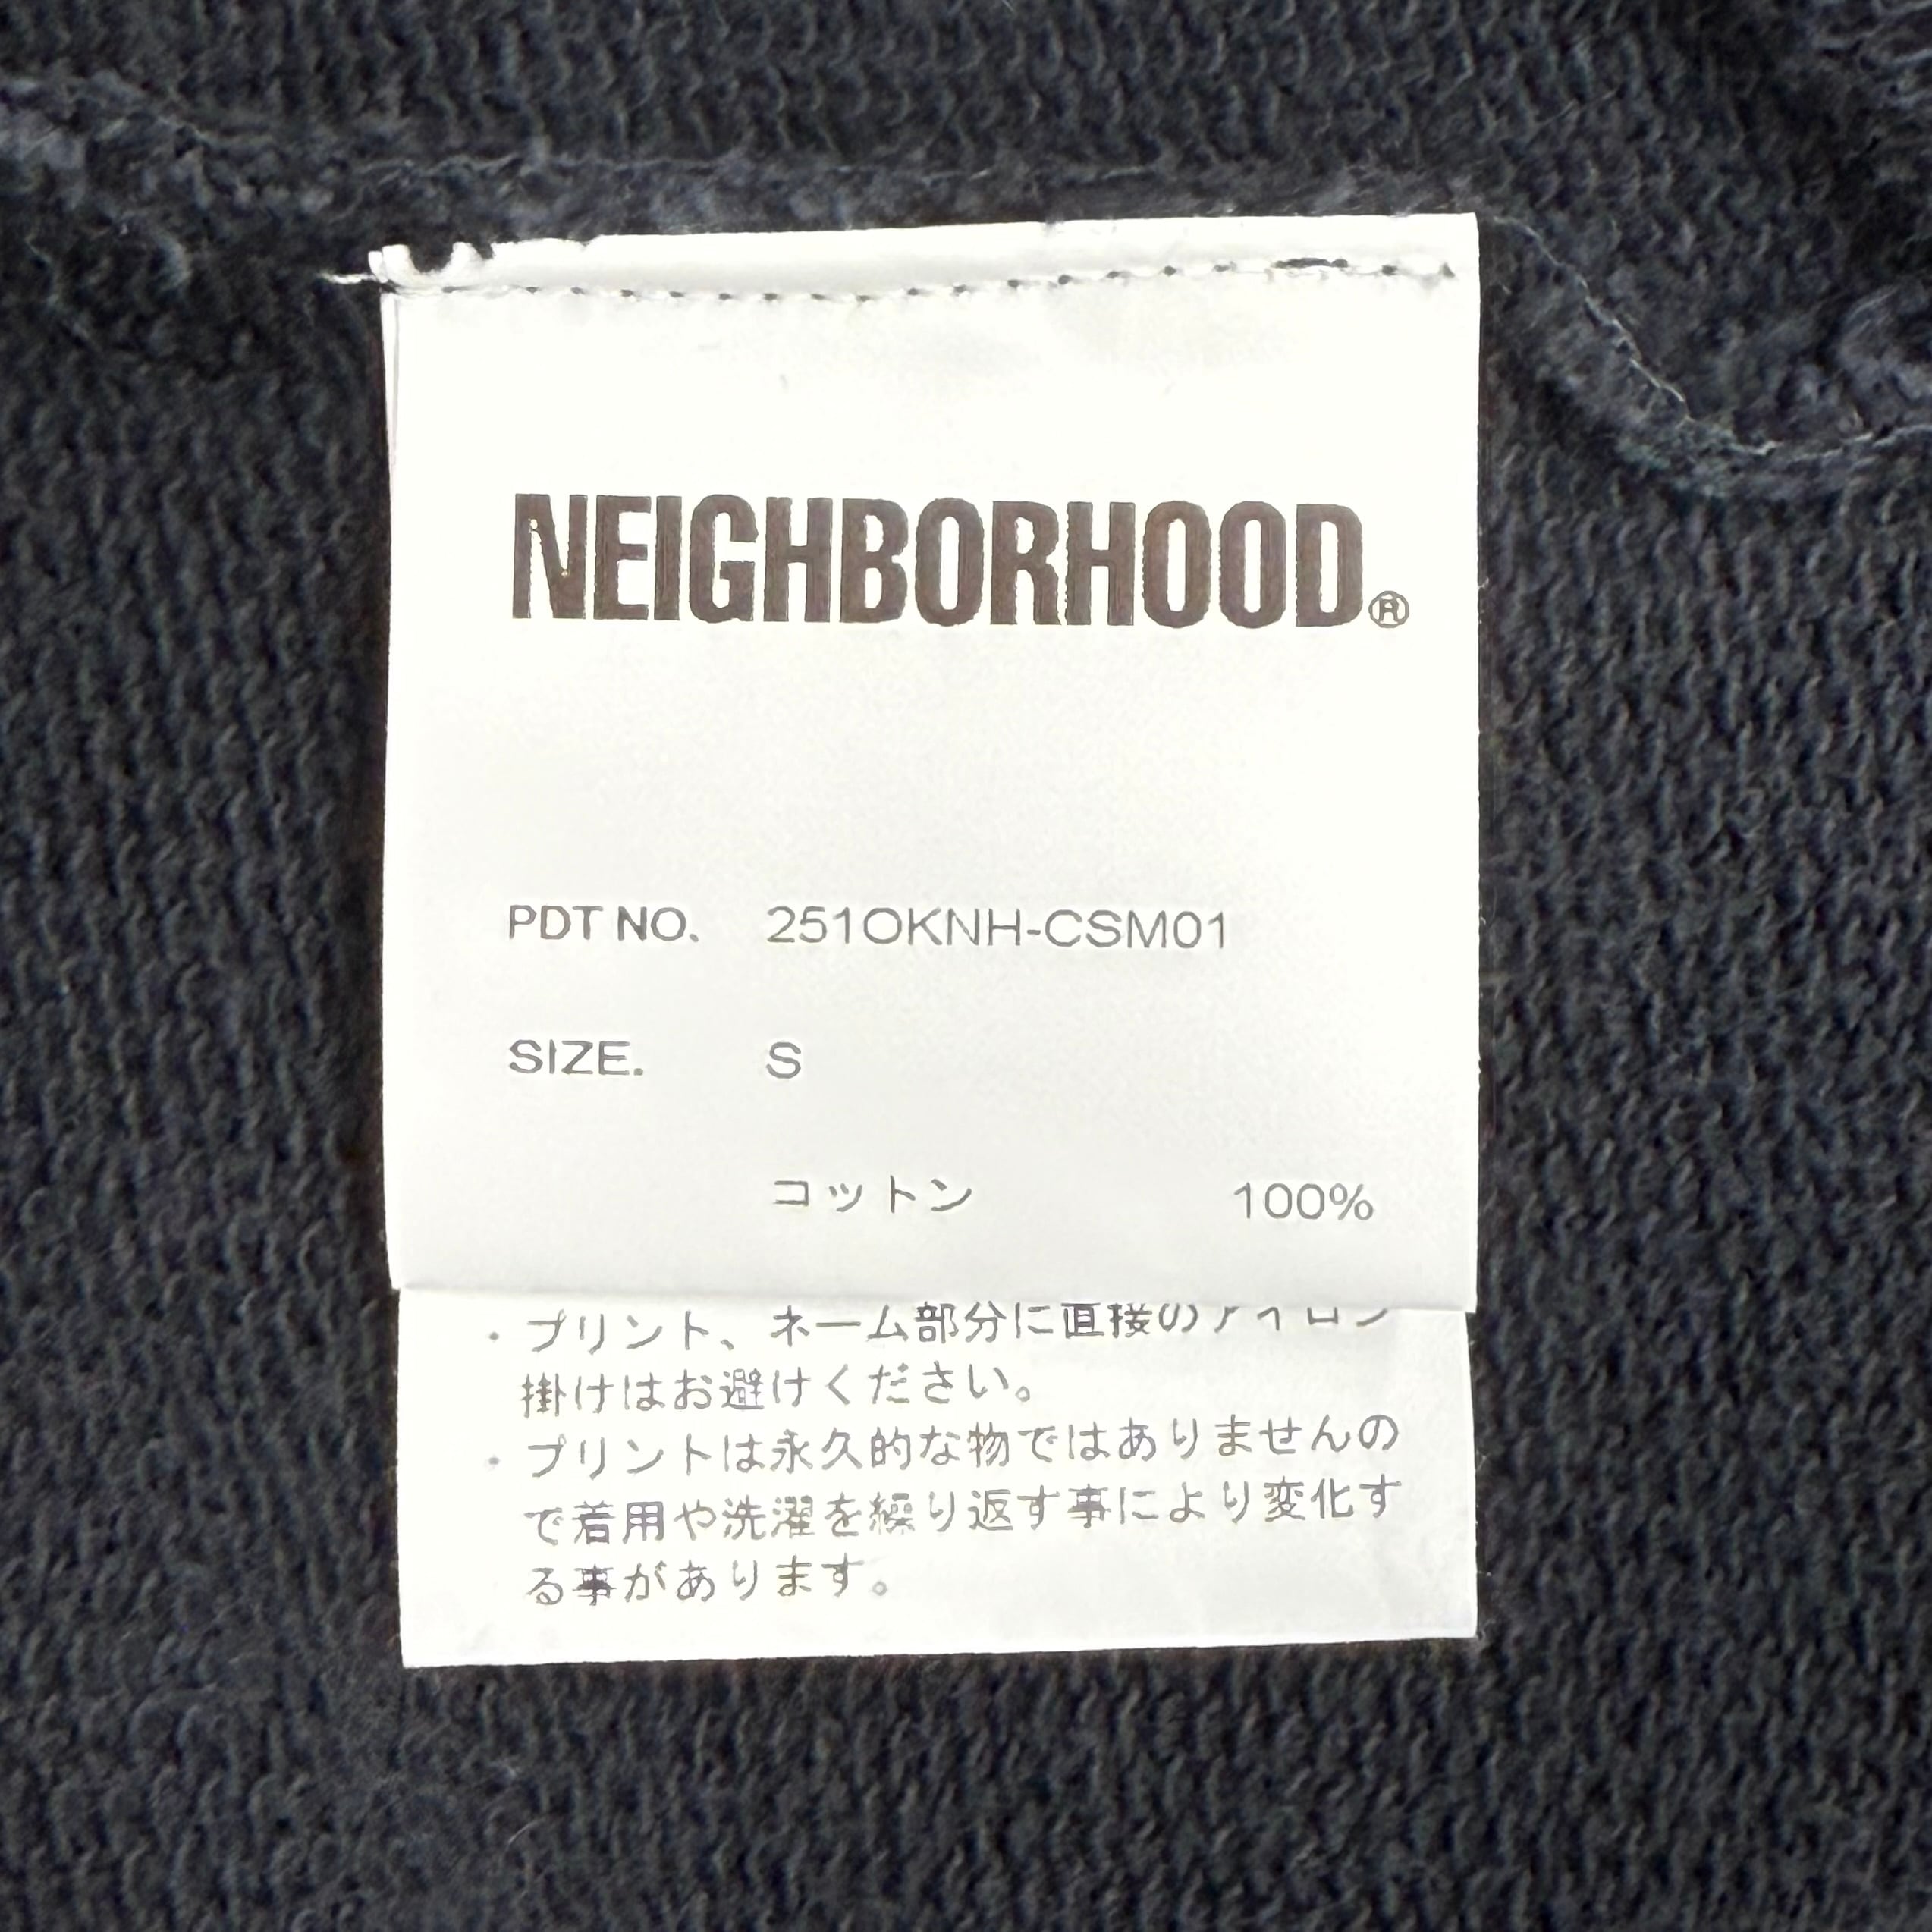 NEIGHBORHOOD®
PDT NO. 251OKNH-CSM01
SIZE. S
コットン 100%
・プリント、ネーム部分に直接のアイロン
掛けはお避けください。
・プリントは永久的な物ではありませんの
で着用や洗濯を繰り返す事により変化す
る事があります。